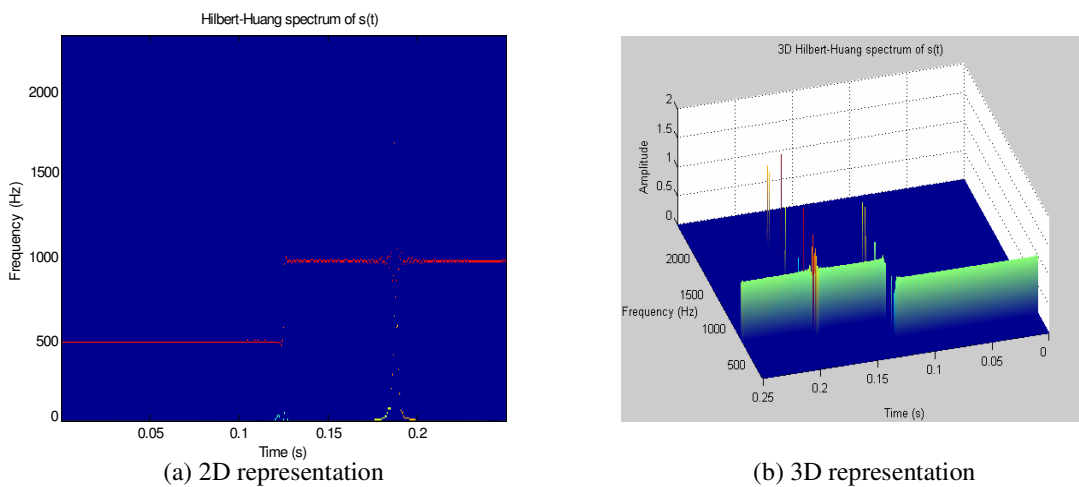 Hilbert-Huang spectrum of s(t)
2000
1500
1000
500
0
Frequency (Hz)
0.05
0.1
0.15
0.2
Time (s)
(a) 2D representation
3D Hilbert-Huang spectrum of s(t)
2
1.5
1
0.5
0
Amplitude
2000
1500
1000
500
Frequency (Hz)
0.25
0.2
0.15
0.1
0.05
0
Time (s)
(b) 3D representation